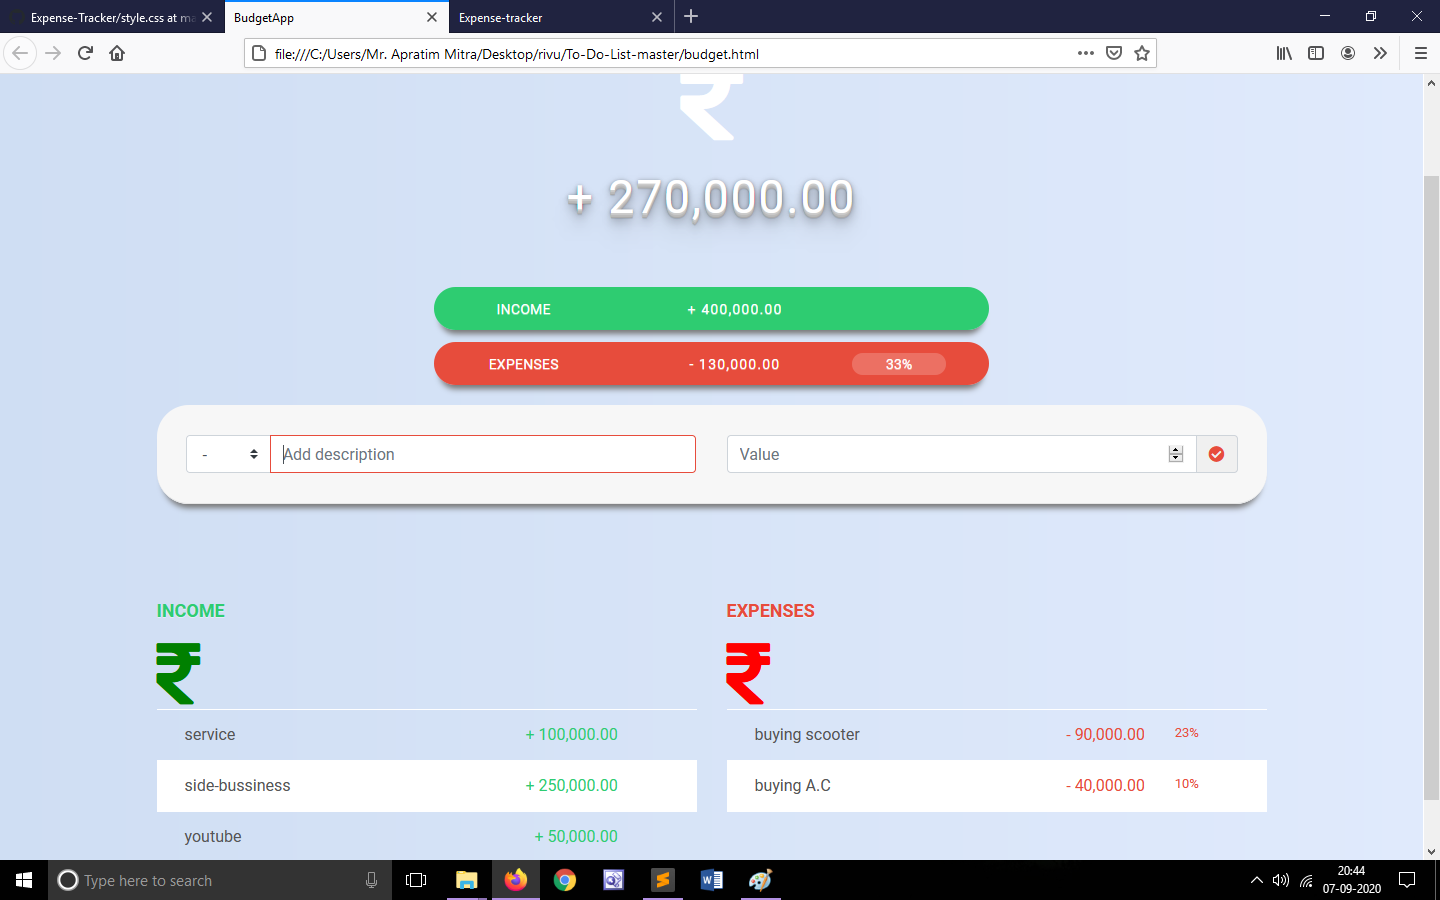 Expense-Tracker/style.css at ma
BudgetApp
Expense-tracker
file:///C:/Users/Mr. Apratim Mitra/Desktop/rivu/To-Do-List-master/budget.html
₹
+ 270,000.00
INCOME + 400,000.00
EXPENSES - 130,000.00 33%
- Add description Value
INCOME
₹
service + 100,000.00
side-bussiness + 250,000.00
youtube + 50,000.00
EXPENSES
₹
buying scooter - 90,000.00 23%
buying A.C - 40,000.00 10%
Type here to search
20:44
07-09-2020